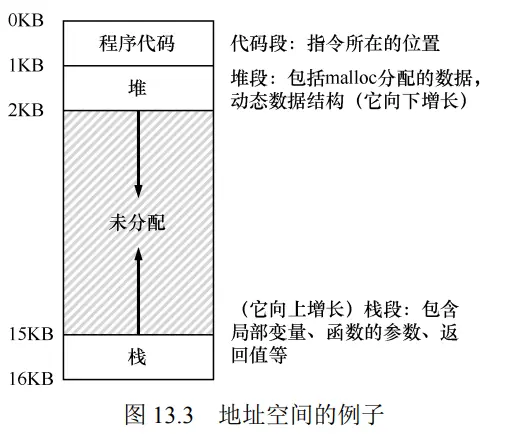 0KB
程序代码
代码段：指令所在的位置
1KB
堆
堆段：包括malloc分配的数据，
动态数据结构（它向下增长）
2KB
未分配
（它向上增长）栈段：包含
局部变量、函数的参数、返
回值等
15KB
栈
16KB
图 13.3 地址空间的例子